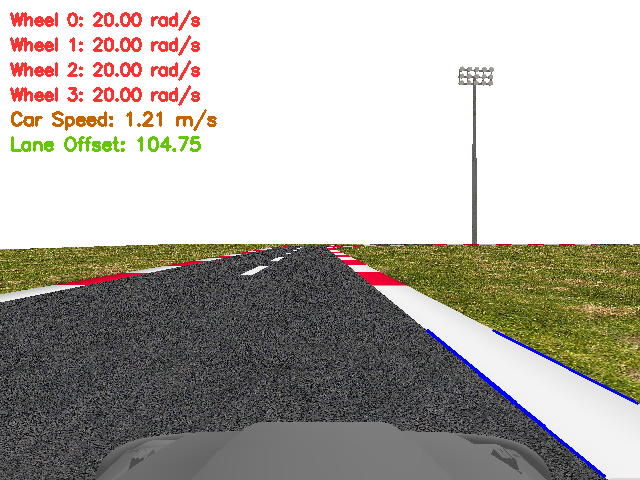 Wheel 0: 20.00 rad/s
Wheel 1: 20.00 rad/s
Wheel 2: 20.00 rad/s
Wheel 3: 20.00 rad/s
Car Speed: 1.21 m/s
Lane Offset: 104.75